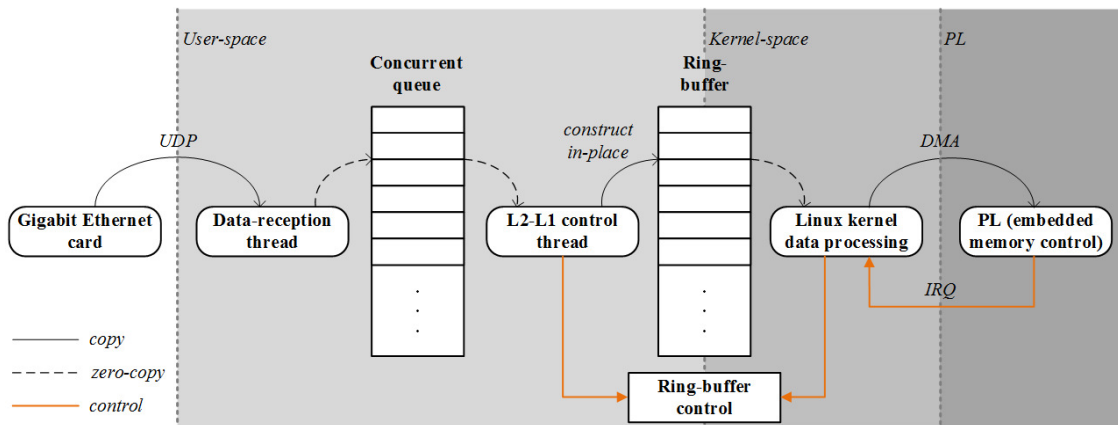 User-space
Kernel-space
PL
Concurrent
queue
Ring-
buffer
UDP
construct
in-place
DMA
Gigabit Ethernet
card
Data-reception
thread
L2-L1 control
thread
Linux kernel
data processing
PL (embedded
memory control)
IRQ
copy
zero-copy
control
Ring-buffer
control